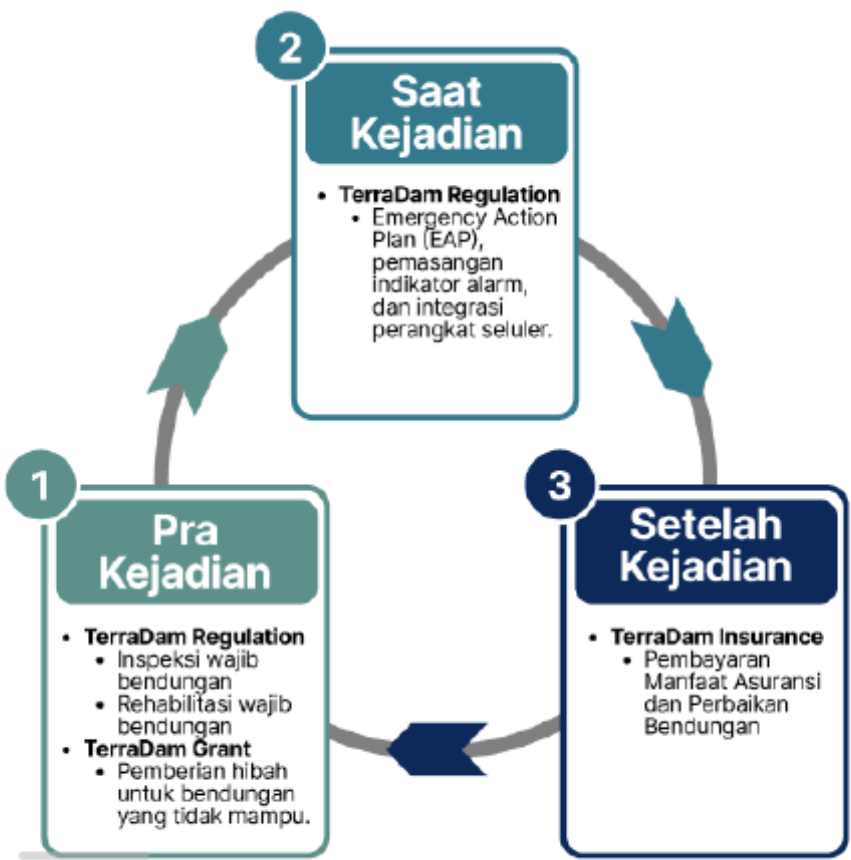 2
Saat
Kejadian
• TerraDam Regulation
• Emergency Action
Plan (EAP),
pemasangan
indikator alarm,
dan integrasi
perangkat seluler.
1
Pra
Kejadian
• TerraDam Regulation
• Inspeksi wajib
bendungan
• Rehabilitasi wajib
bendungan
• TerraDam Grant
• Pemberian hibah
untuk bendungan
yang tidak mampu.
3
Setelah
Kejadian
• TerraDam Insurance
• Pembayaran
Manfaat Asuransi
dan Perbaikan
Bendungan